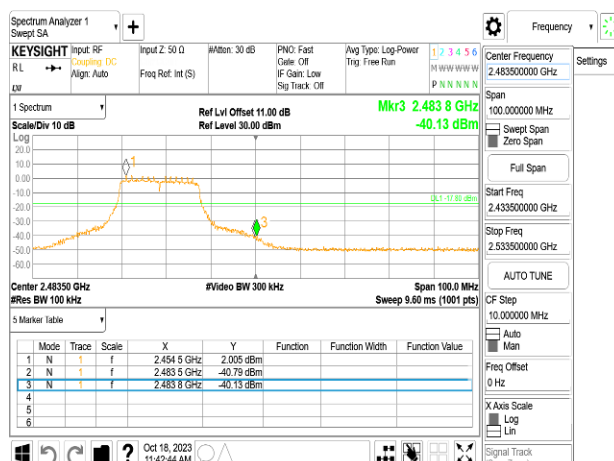 Spectrum Analyzer 1
Swept SA
Frequency
KEYSIGHT
Input: RF
Input Z: 50 Ω
#Atten: 30 dB
PNO: Fast
Avg Type: Log-Power
1 2 3 4 5 6
RL
Coupling: DC
Gate: Off
Trig: Free Run
M W W W W W
Align: Auto
Freq Ref: Int (S)
IF Gain: Low
Sig Track: Off
P N N N N N
Settings
1 Spectrum
Ref Lvl Offset 11.00 dB
Mkr3 2.483 8 GHz
Scale/Div 10 dB
Ref Level 30.00 dBm
-40.13 dBm
Log
20.0
10.0
0.00
-10.0
-20.0
-30.0
-40.0
-50.0
-60.0
1
3
DL1 -17.60 dBm
Center 2.48350 GHz
#Video BW 300 kHz
Span 100.0 MHz
#Res BW 100 kHz
Sweep 9.60 ms (1001 pts)
5 Marker Table
Mode Trace Scale X Y Function Function Width Function Value
1 N 1 f 2.454 5 GHz 2.005 dBm
2 N 1 f 2.483 5 GHz -40.79 dBm
3 N 1 f 2.483 8 GHz -40.13 dBm
4
5
6
Oct 18, 2023
11:42:44 AM
Center Frequency
2.483500000 GHz
Span
100.000000 MHz
Swept Span
Zero Span
Full Span
Start Freq
2.433500000 GHz
Stop Freq
2.533500000 GHz
AUTO TUNE
CF Step
10.000000 MHz
Auto
Man
Freq Offset
0 Hz
X Axis Scale
Log
Lin
Signal Track